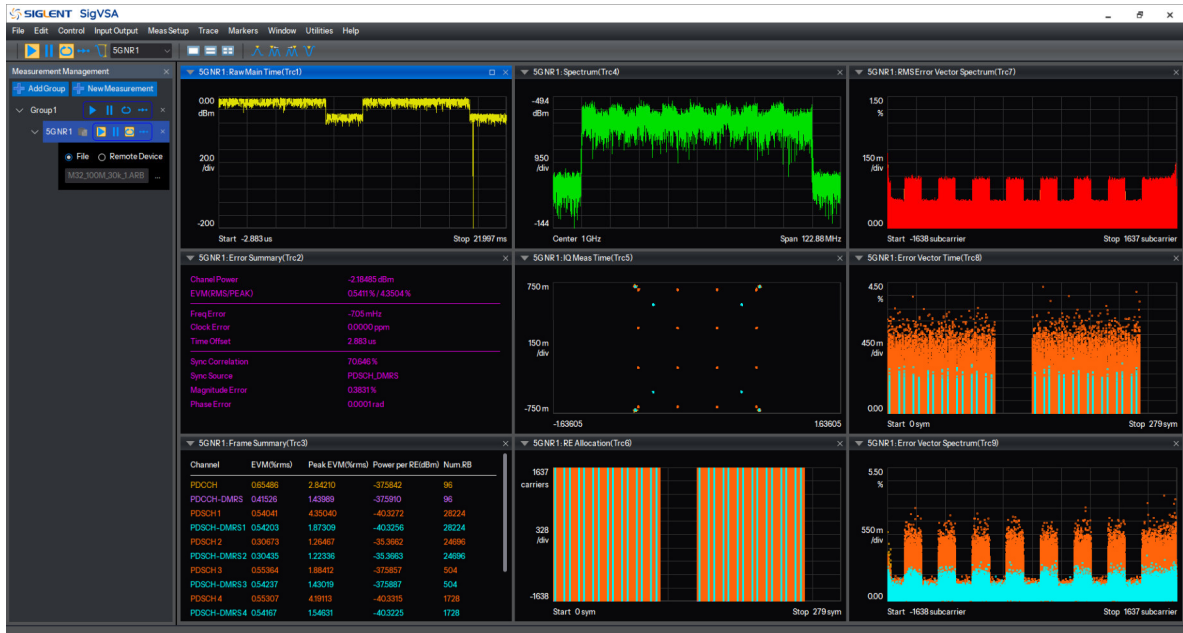 SIGLENT SigVSA
File Edit Control Input Output Meas Setup Trace Markers Window Utilities Help
5GNR1
Measurement Management
Add Group New Measurement
Group1
5GNR1
File Remote Device
M32_100M_30k_1.ARB ...
5GNR1: Raw Main Time(Trc1)
000
dBm
200
/div
-200
Start -2.883 us Stop 21.997 ms
5GNR1: Spectrum(Trc4)
-49.4
dBm
950
/div
-144
Center 1 GHz Span 122.88 MHz
5GNR1: RMS Error Vector Spectrum(Trc7)
1.50
%
150 m
/div
0.00
Start -1638 subcarrier Stop 1637 subcarrier
5GNR1: Error Summary(Trc2)
Chanel Power -2.18485 dBm
EVM(RMS/PEAK) 0.5411 % / 4.3504 %
Freq Error -7.05 mHz
Clock Error 0.0000 ppm
Time Offset 2.883 us
Sync Correlation 70.646 %
Sync Source PDSCH_DMRS
Magnitude Error 0.3831 %
Phase Error 0.0001 rad
5GNR1: IQ Meas Time(Trc5)
750 m
150 m
/div
-750 m
-1.63605 1.63605
5GNR1: Error Vector Time(Trc8)
4.50
%
450 m
/div
0.00
Start 0 sym Stop 279 sym
5GNR1: Frame Summary(Trc3)
Channel EVM(%rms) Peak EVM(%rms) Power per RE(dBm) Num.RB
PDCCH 0.65486 2.84210 -37.5842 96
PDCCH-DMRS 0.41526 1.43989 -37.5910 96
PDSCH 1 0.54041 4.35040 -40.3272 28224
PDSCH-DMRS1 0.54203 1.87309 -40.3256 28224
PDSCH 2 0.30673 1.26467 -35.3662 24696
PDSCH-DMRS2 0.30435 1.22336 -35.3663 24696
PDSCH 3 0.55364 1.88412 -37.5857 504
PDSCH-DMRS3 0.54237 1.43019 -37.5887 504
PDSCH 4 0.55307 4.19113 -40.3315 1728
PDSCH-DMRS4 0.54167 1.54631 -40.3225 1728
5GNR1: RE Allocation(Trc6)
1637
carriers
328
/div
-1638
Start 0 sym Stop 279 sym
5GNR1: Error Vector Spectrum(Trc9)
5.50
%
550 m
/div
0.00
Start -1638 subcarrier Stop 1637 subcarrier